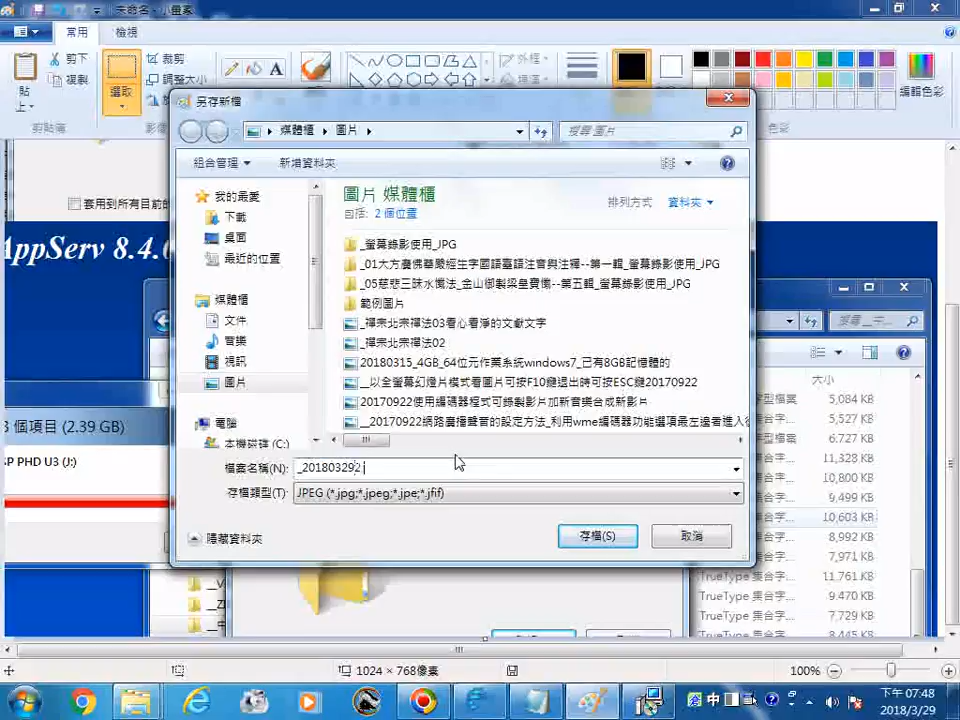 未命名 - 小畫家
常用
檢視
剪下
複製
貼上
剪貼簿
選取
裁剪
調整大小
影像
外框
填滿
色彩
編輯色彩
套用到所有目前的
AppServ 8.4.0
3 個項目 (2.39 GB)
SP PHD U3 (J:)
另存新檔
媒體櫃
圖片
搜尋 圖片
組合管理
新增資料夾
我的最愛
下載
桌面
最近的位置
媒體櫃
文件
音樂
視訊
圖片
電腦
本機磁碟 (C:)
圖片 媒體櫃
包括: 2 個位置
排列方式
資料夾
_螢幕錄影使用_JPG
_01大方廣佛華嚴經生字國語臺語注音與注釋--第一輯_螢幕錄影使用_JPG
_05慈悲三昧水懺法_金山御製梁皇寶懺--第五輯_螢幕錄影使用_JPG
範例圖片
_禪宗北宗禪法03看心看淨的文獻文字
_禪宗北宗禪法02
20180315_4GB_64位元作業系統windows7_已有8GB記憶體的
__以全螢幕幻燈片模式看圖片可按F10鍵退出時可按ESC鍵20170922
20170922使用編碼器程式可錄製影片加新音樂合成新影片
__20170922網路廣播聲音的設定方法_利用wme編碼器功能選項最左邊者進入後
檔案名稱(N):
_201803292
存檔類型(T):
JPEG (*.jpg;*.jpeg;*.jpe;*.jfif)
隱藏資料夾
存檔(S)
取消
大小
5,084 KB
5,527 KB
10,089 KB
10,800 KB
9,499 KB
10,603 KB
8,992 KB
7,971 KB
TrueType 集合字... 11,761 KB
TrueType 集合字... 9,470 KB
TrueType 集合字... 7,729 KB
TrueType 集合字... 8,445 KB
1024 × 768像素
100%
中
下午 07:48
2018/3/29